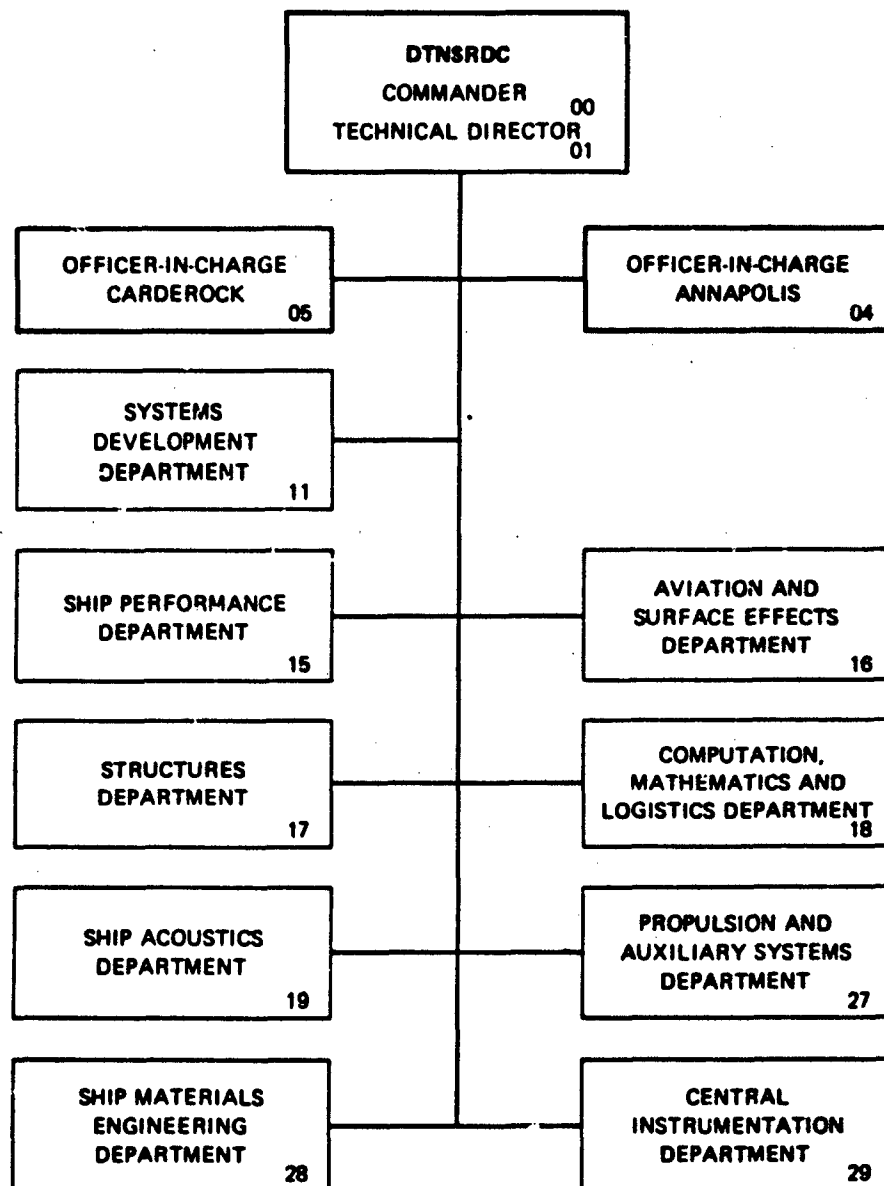 DTNSRDC
COMMANDER
00
TECHNICAL DIRECTOR
01
OFFICER-IN-CHARGE
CARDEROCK
05
OFFICER-IN-CHARGE
ANNAPOLIS
04
SYSTEMS
DEVELOPMENT
DEPARTMENT
11
SHIP PERFORMANCE
DEPARTMENT
15
AVIATION AND
SURFACE EFFECTS
DEPARTMENT
16
STRUCTURES
DEPARTMENT
17
COMPUTATION,
MATHEMATICS AND
LOGISTICS DEPARTMENT
18
SHIP ACOUSTICS
DEPARTMENT
19
PROPULSION AND
AUXILIARY SYSTEMS
DEPARTMENT
27
SHIP MATERIALS
ENGINEERING
DEPARTMENT
28
CENTRAL
INSTRUMENTATION
DEPARTMENT
29